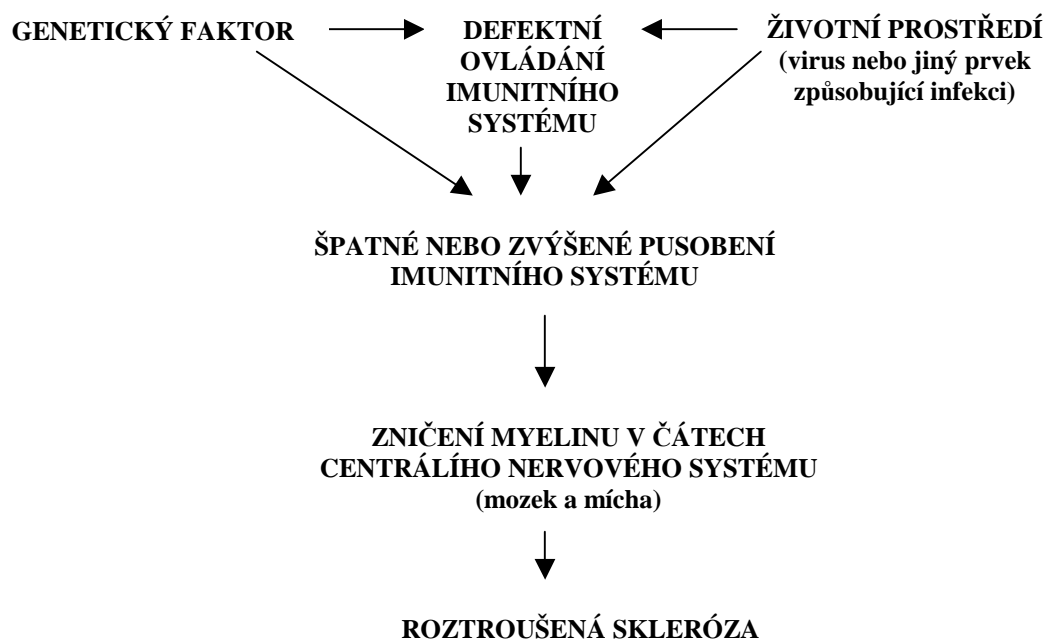 GENETICKÝ FAKTOR
DEFEKTNÍ
OVLÁDÁNÍ
IMUNITNÍHO
SYSTÉMU
ŽIVOTNÍ PROSTŘEDÍ
(virus nebo jiný prvek
způsobující infekci)
ŠPATNÉ NEBO ZVÝŠENÉ PUSOBENÍ
IMUNITNÍHO SYSTÉMU
ZNIČENÍ MYELINU V ČÁTECH
CENTRÁLÍHO NERVOVÉHO SYSTÉMU
(mozek a mícha)
ROZTROUŠENÁ SKLERÓZA